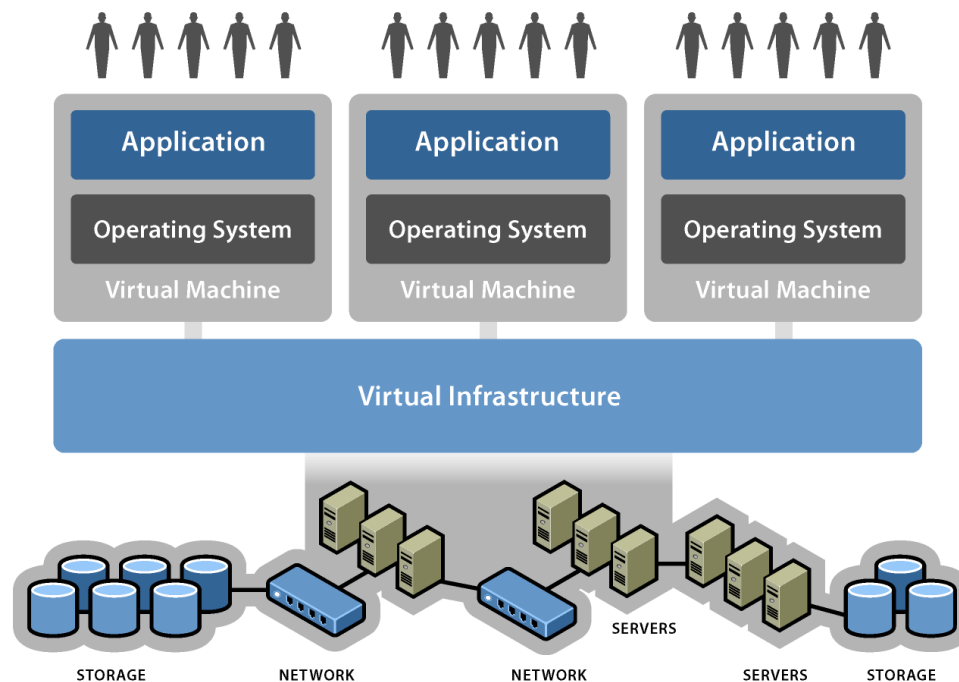 Application
Application
Application
Operating System
Operating System
Operating System
Virtual Machine
Virtual Machine
Virtual Machine
Virtual Infrastructure
SERVERS
STORAGE
NETWORK
NETWORK
SERVERS
STORAGE